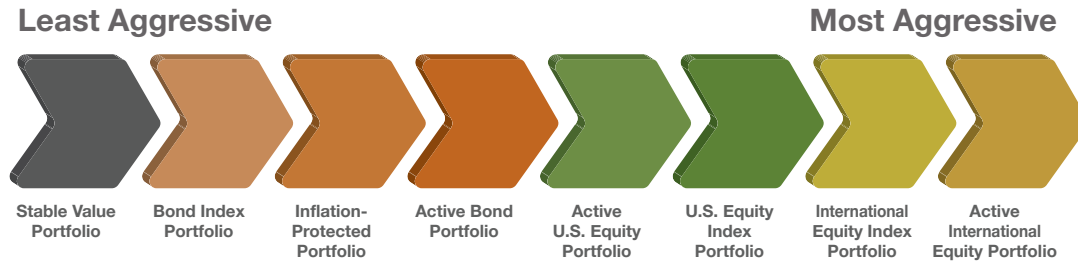 Least Aggressive
Most Aggressive
Stable Value
Portfolio
Bond Index
Portfolio
Inflation-
Protected
Portfolio
Active Bond
Portfolio
Active
U.S. Equity
Portfolio
U.S. Equity
Index
Portfolio
International
Equity Index
Portfolio
Active
International
Equity Portfolio